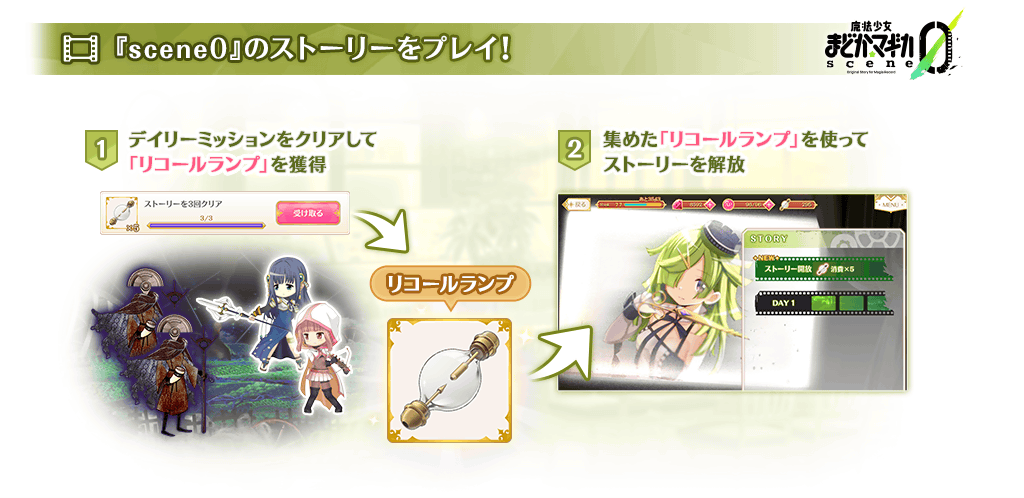 『scene0』のストーリーをプレイ!
魔法少女
まどか☆マギカ
scene0
Original Story for Magia Record
1
デイリーミッションをクリアして
「リコールランプ」を獲得
ストーリーを3回クリア
3/3
受け取る
×5
リコールランプ
2
集めた「リコールランプ」を使って
ストーリーを解放
戻る
MENU
STORY
NEW
ストーリー開放 消費×5
DAY 1